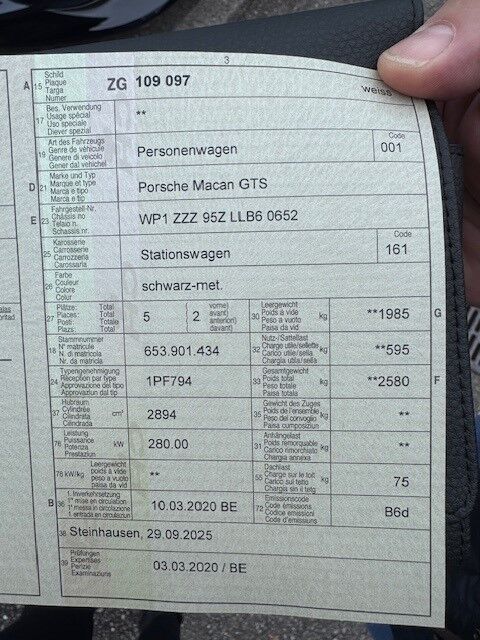 3
A 15 Schild Plaque Targa Numer ZG 109 097 weiss
17 Bes. Verwendung Usage spécial Uso speciale Diever spezial **
19 Art des Fahrzeugs Genre de véhicule Genere di veicolo Gener dal vehichel Personenwagen Code 001
D 21 Marke und Typ Marque et type Marca e tipo Marca e tip Porsche Macan GTS
E 23 Fahrgestell-Nr. Châssis no Telaio n. Schassis nr. WP1 ZZZ 95Z LLB6 0652
25 Karosserie Carrosserie Carrozzeria Carrossaria Stationswagen Code 161
26 Farbe Couleur Colore Colur schwarz-met.
27 Plätze: Total Places: Total Posti: Totale Plazs: Total 5 { 2 vorne) avant) anteriori) davant)
30 Leergewicht Poids à vide Peso a vuoto Paisa da vid kg **1985 G
18 Stammnummer N° matricule N. di matricola Nr. da matricla 653.901.434
32 Nutz-/Sattellast Charge utile/sellette Carico utile/sella Chargia utila/sella kg **595
24 Typengenehmigung Réception par type Approvazione del tipo Approvaziun dal tip 1PF794
33 Gesamtgewicht Poids total Peso totale Paisa totala kg **2580 F
37 Hubraum Cylindrée Cilindrata Cilindrada cm³ 2894
35 Gewicht des Zuges Poids de l'ensemble Peso del convoglio Paisa cumposiziun kg **
76 Leistung Puissance Potenza Prestaziun kW 280.00
31 Anhängelast Poids remorquable Carico rimorchiato Chargia annexa kg **
78 kW/kg Leergewicht poids à vide peso a vuoto paisa da vid **
55 Dachlast Charge sur le toit Carico sul tetto Chargia sin il tetg kg 75
B 36 1. Inverkehrsetzung 1re mise en circulation 1a messa in circolazione 1. entrada en circulaziun 10.03.2020 BE
72 Emissionscode Code émissions Codice emissioni Code d'emissiuns B6d
38 Steinhausen, 29.09.2025
39 Prüfungen Expertises Perizie Examinaziuns 03.03.2020 / BE